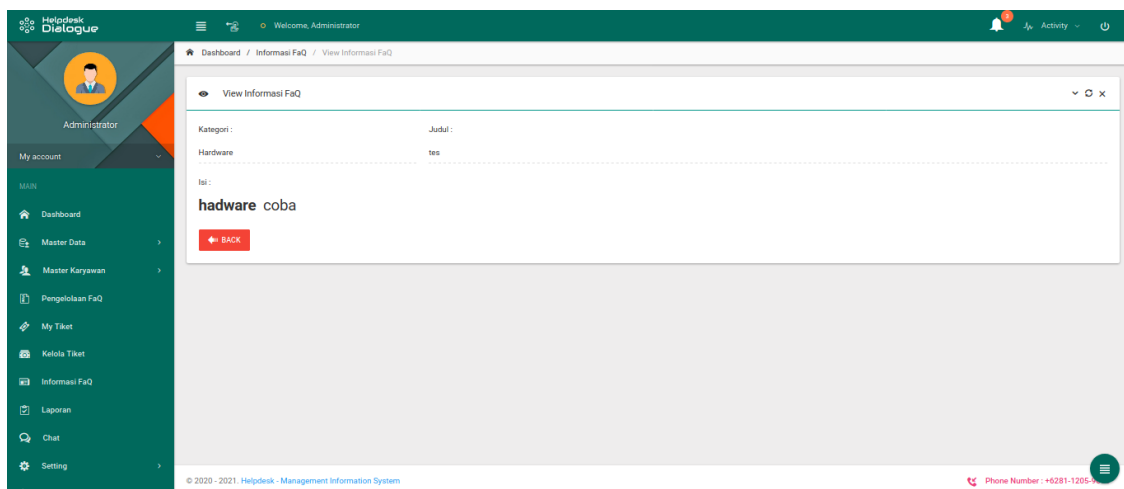 Helpdesk
Dialogue
Welcome, Administrator
3
Activity
Dashboard / Informasi FaQ / View Informasi FaQ
Administrator
My account
MAIN
Dashboard
Master Data
Master Karyawan
Pengelolaan FaQ
My Tiket
Kelola Tiket
Informasi FaQ
Laporan
Chat
Setting
View Informasi FaQ
Kategori : Judul :
Hardware tes
Isi :
hadware coba
BACK
© 2020 - 2021. Helpdesk - Management Information System
Phone Number : +6281-1205-